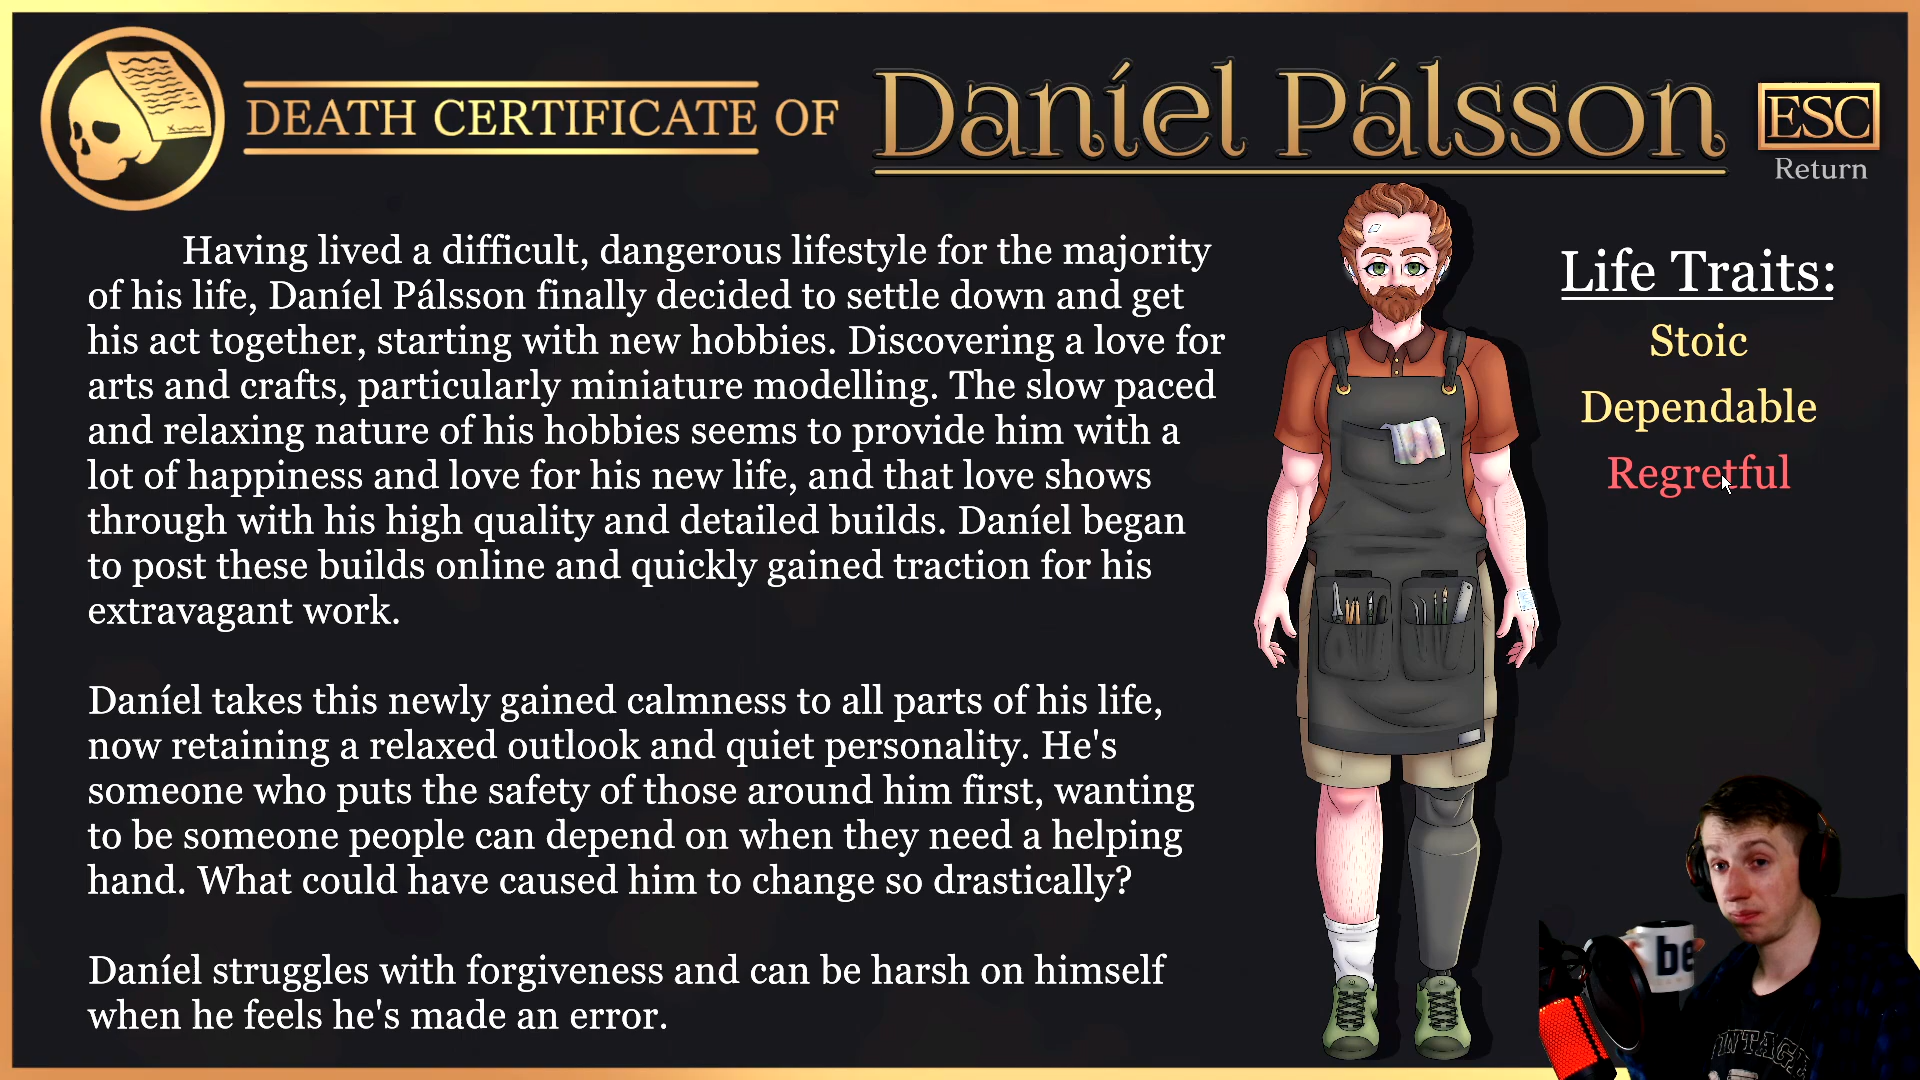 DEATH CERTIFICATE OF Daníel Pálsson
ESC
Return
Having lived a difficult, dangerous lifestyle for the majority
of his life, Daníel Pálsson finally decided to settle down and get
his act together, starting with new hobbies. Discovering a love for
arts and crafts, particularly miniature modelling. The slow paced
and relaxing nature of his hobbies seems to provide him with a
lot of happiness and love for his new life, and that love shows
through with his high quality and detailed builds. Daníel began
to post these builds online and quickly gained traction for his
extravagant work.
Daníel takes this newly gained calmness to all parts of his life,
now retaining a relaxed outlook and quiet personality. He's
someone who puts the safety of those around him first, wanting
to be someone people can depend on when they need a helping
hand. What could have caused him to change so drastically?
Daníel struggles with forgiveness and can be harsh on himself
when he feels he's made an error.
Life Traits:
Stoic
Dependable
Regretful
be